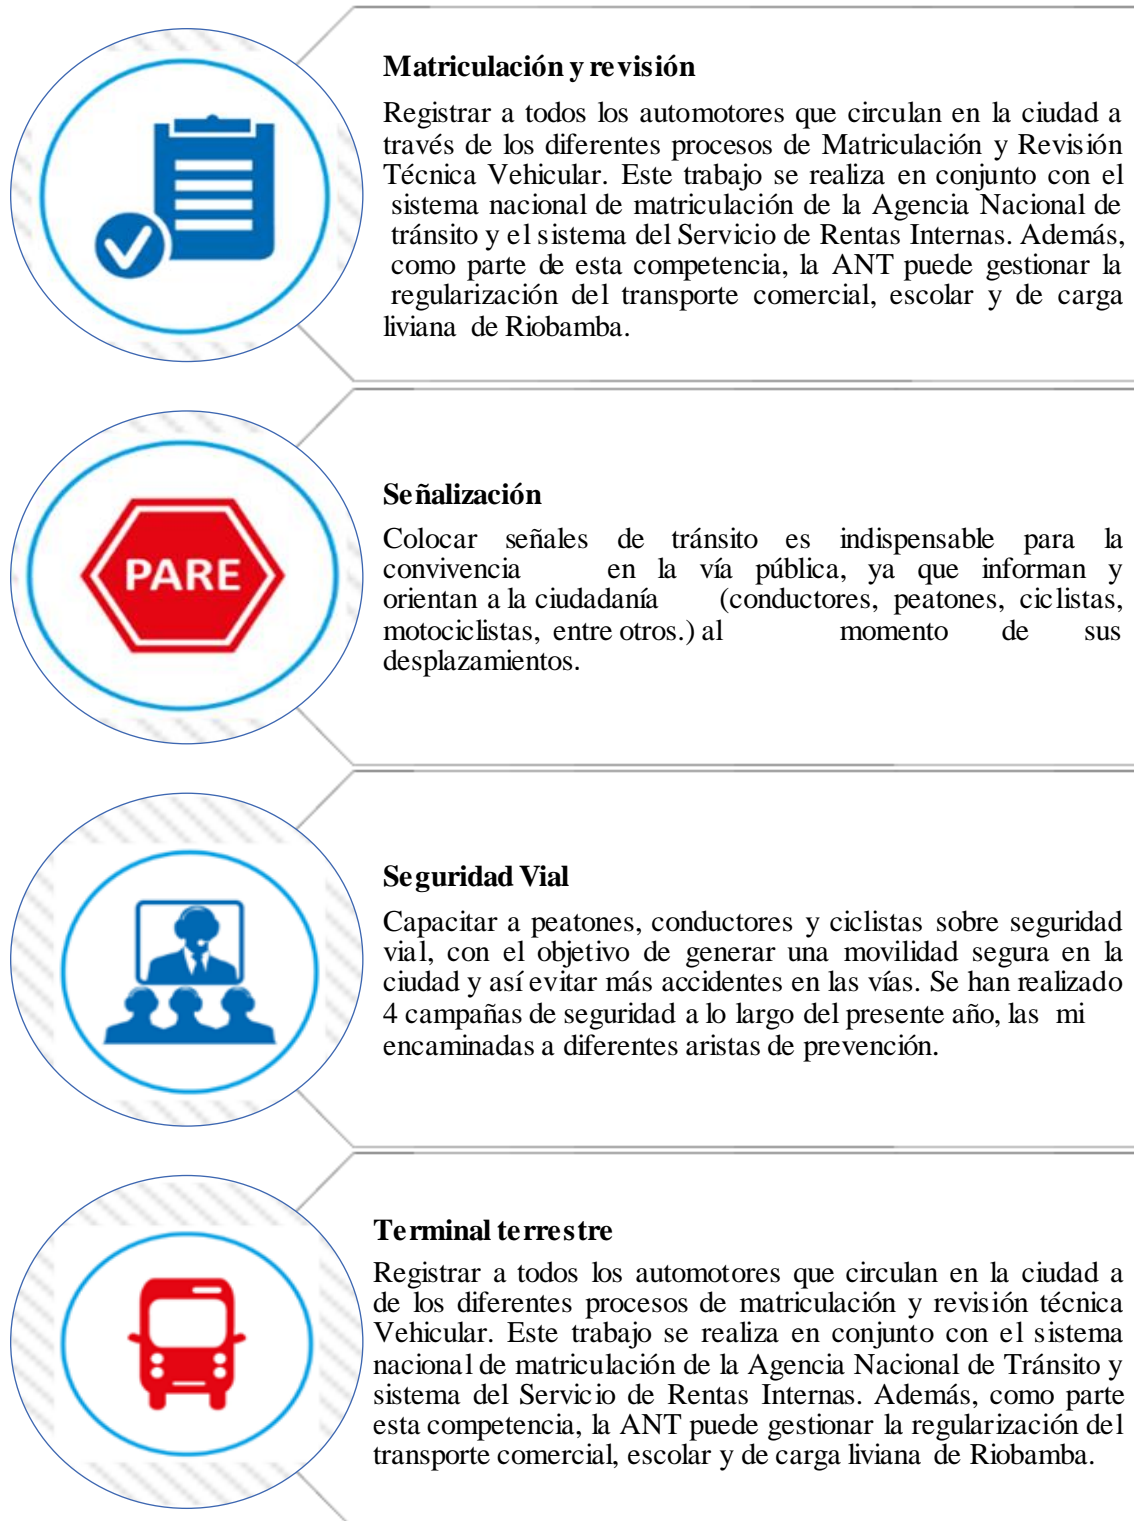 Matriculación y revisión
Registrar a todos los automotores que circulan en la ciudad a
través de los diferentes procesos de Matriculación y Revisión
Técnica Vehicular. Este trabajo se realiza en conjunto con el
sistema nacional de matriculación de la Agencia Nacional de
tránsito y el sistema del Servicio de Rentas Internas. Además,
como parte de esta competencia, la ANT puede gestionar la
regularización del transporte comercial, escolar y de carga
liviana de Riobamba.
PARE
Señalización
Colocar señales de tránsito es indispensable para la
convivencia en la vía pública, ya que informan y
orientan a la ciudadanía (conductores, peatones, ciclistas,
motociclistas, entre otros.) al momento de sus
desplazamientos.
Seguridad Vial
Capacitar a peatones, conductores y ciclistas sobre seguridad
vial, con el objetivo de generar una movilidad segura en la
ciudad y así evitar más accidentes en las vías. Se han realizado
4 campañas de seguridad a lo largo del presente año, las mi
encaminadas a diferentes aristas de prevención.
Terminal terrestre
Registrar a todos los automotores que circulan en la ciudad a
de los diferentes procesos de matriculación y revisión técnica
Vehicular. Este trabajo se realiza en conjunto con el sistema
nacional de matriculación de la Agencia Nacional de Tránsito y
sistema del Servicio de Rentas Internas. Además, como parte
esta competencia, la ANT puede gestionar la regularización del
transporte comercial, escolar y de carga liviana de Riobamba.